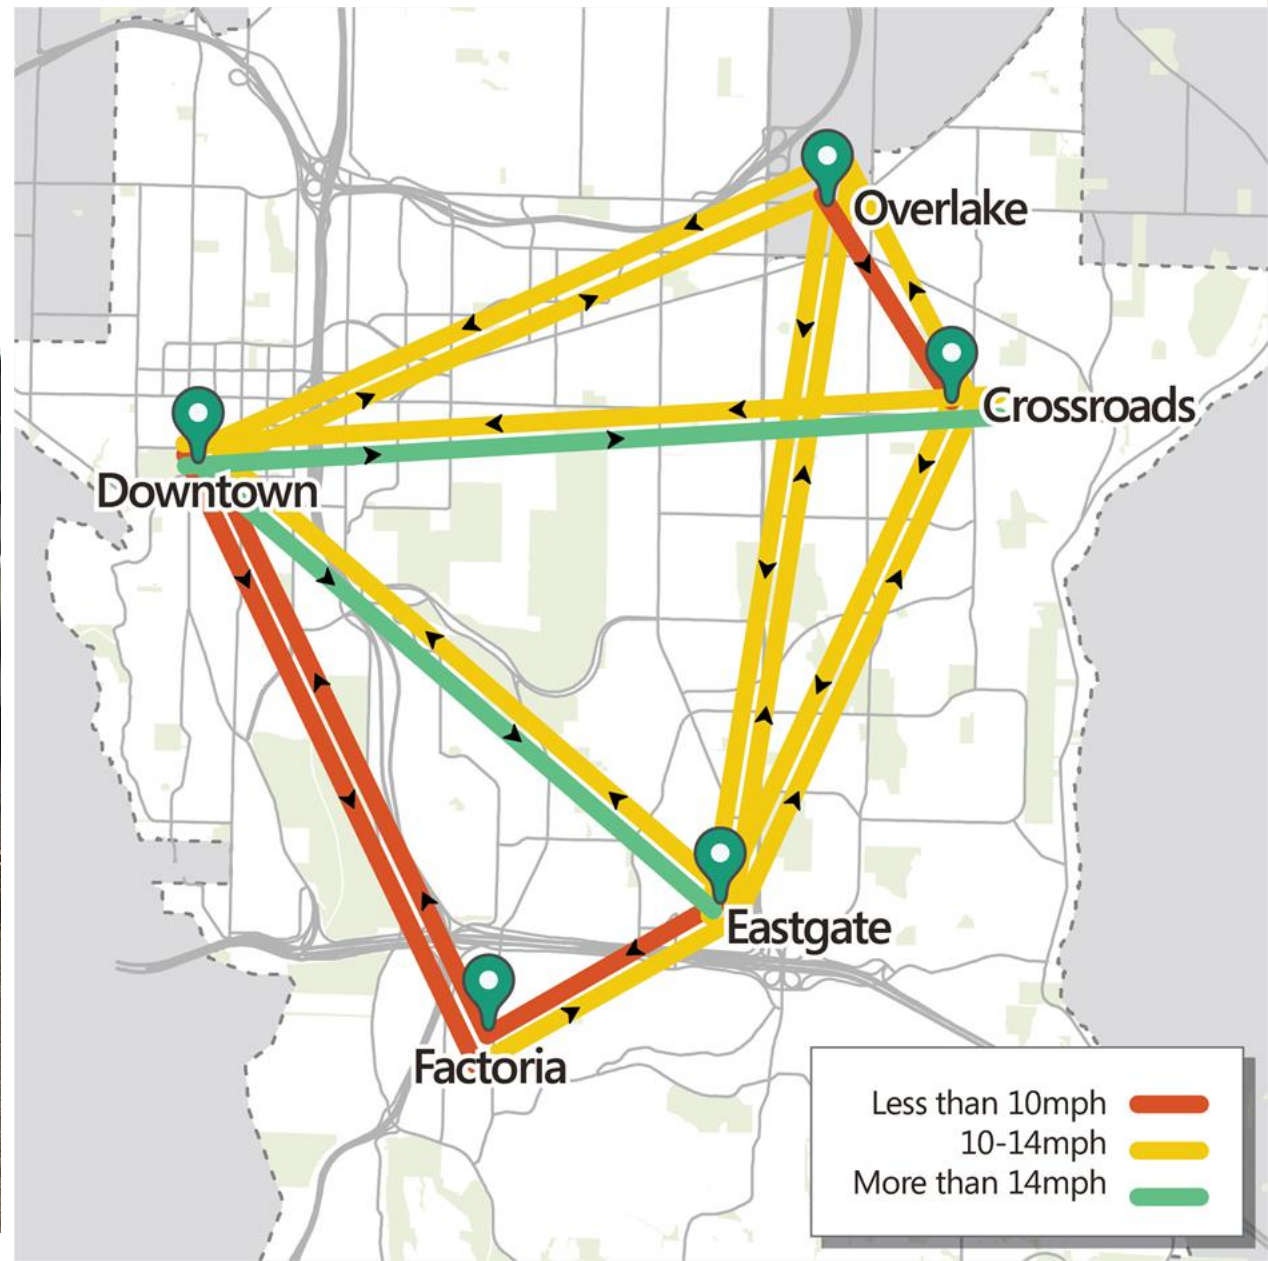 Overlake
Crossroads
Downtown
Eastgate
Factoria
Less than 10mph
10-14mph
More than 14mph